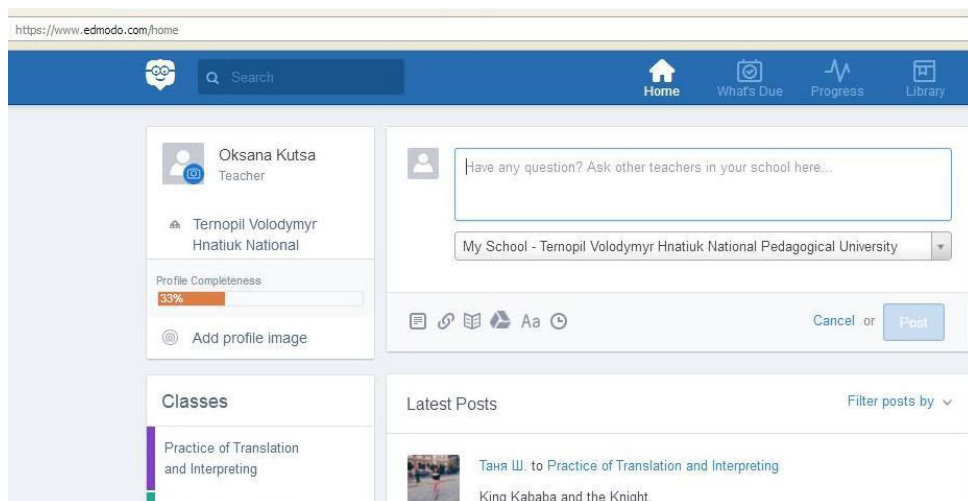 https://www.edmodo.com/home
Search
Home
What's Due
Progress
Library
Oksana Kutsa
Teacher
Ternopil Volodymyr
Hnatiuk National
Profile Completeness
33%
Add profile image
Have any question? Ask other teachers in your school here...
My School - Ternopil Volodymyr Hnatiuk National Pedagogical University
Aa
Cancel or Post
Classes
Practice of Translation
and Interpreting
Latest Posts
Filter posts by
Таня Ш. to Practice of Translation and Interpreting
King Kababa and the Knight